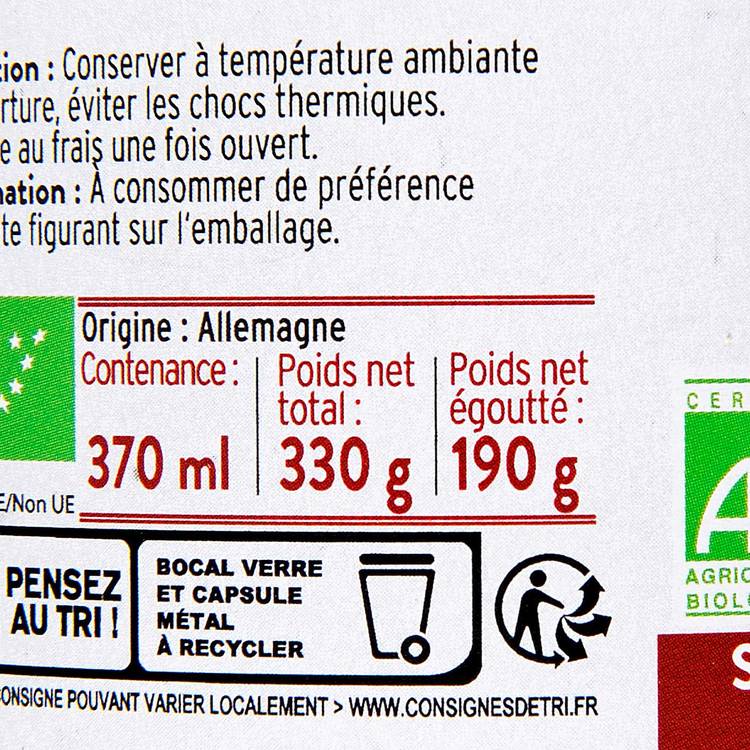 tion : Conserver à température ambiante
rture, éviter les chocs thermiques.
e au frais une fois ouvert.
ation : À consommer de préférence
te figurant sur l'emballage.
Origine : Allemagne
Contenance : Poids net total : Poids net égoutté :
370 ml 330 g 190 g
E/Non UE
PENSEZ
AU TRI !
BOCAL VERRE
ET CAPSULE
MÉTAL
À RECYCLER
CONSIGNE POUVANT VARIER LOCALEMENT > WWW.CONSIGNESDETRI.FR
CER
A
AGRIC
BIOLO
S